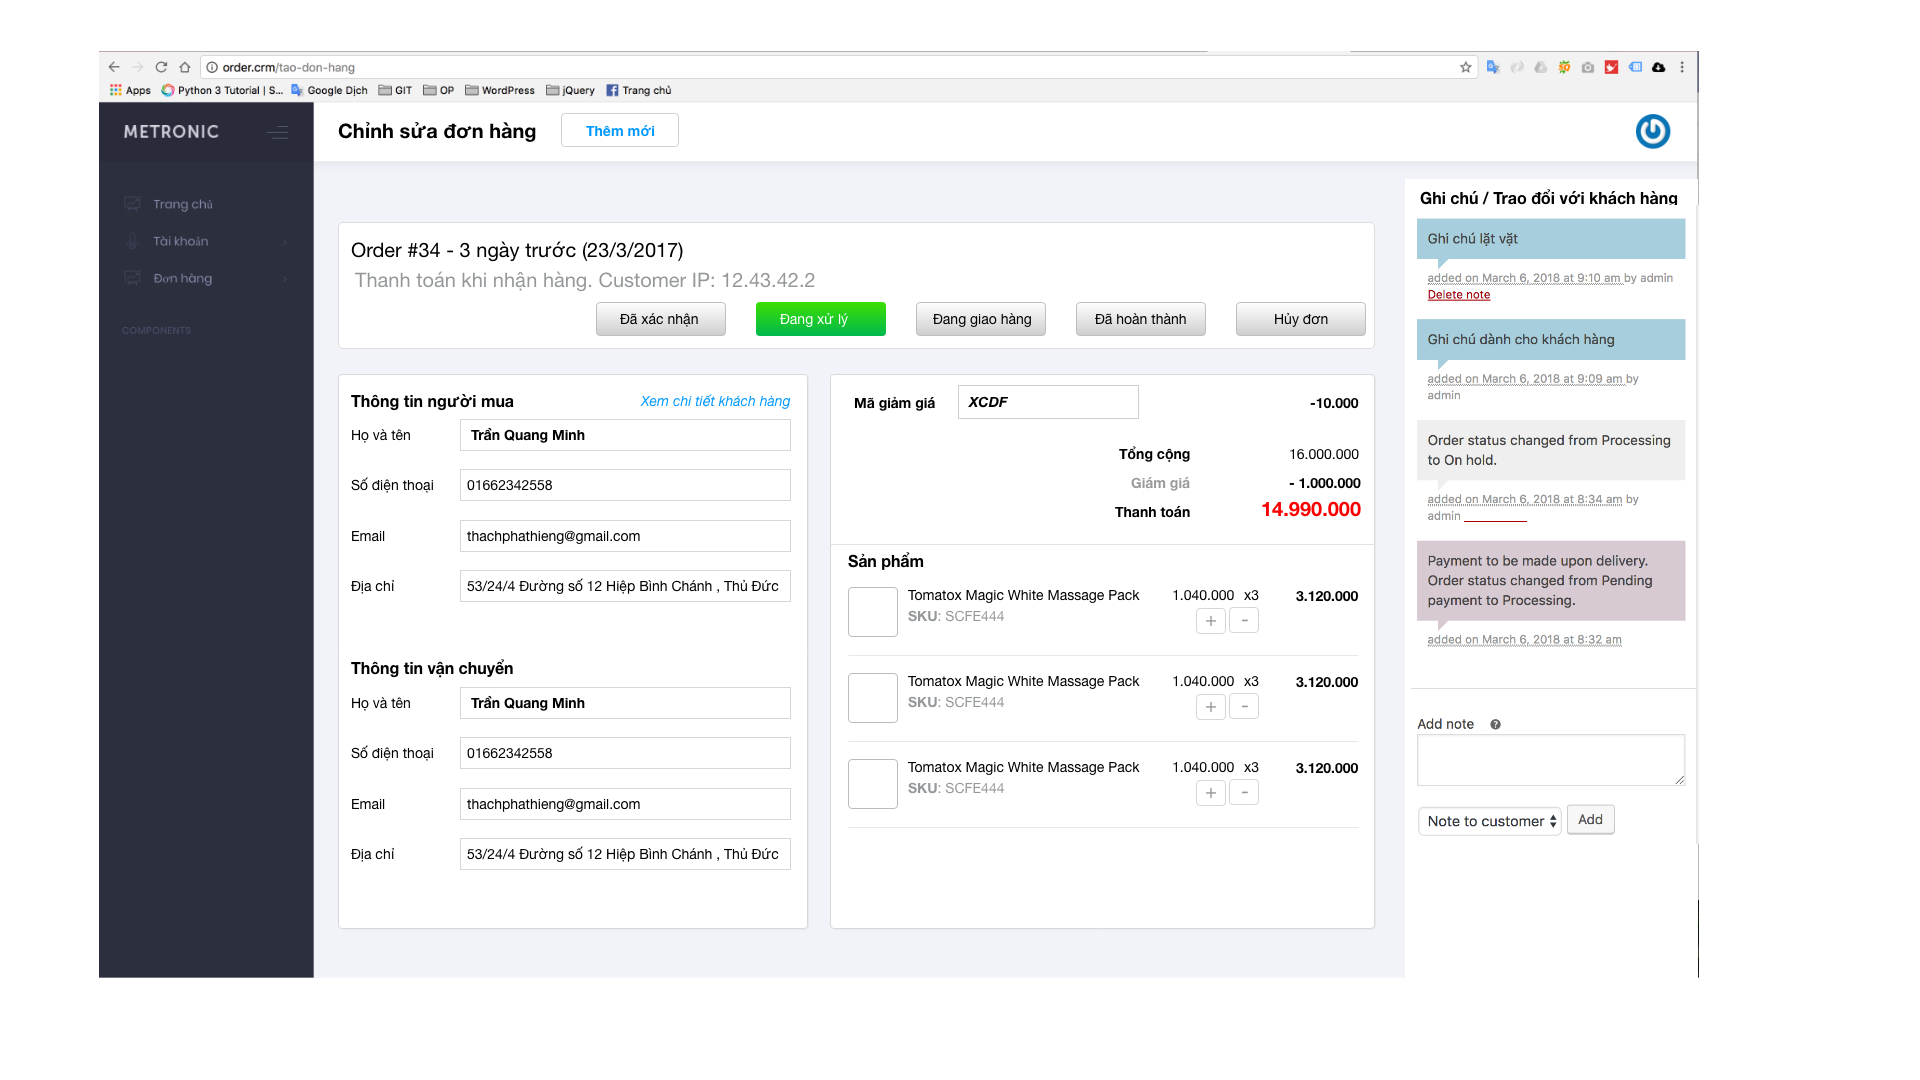 order.crm/tao-don-hang
Apps Python 3 Tutorial | S... Google Dịch GIT OP WordPress jQuery Trang chủ
METRONIC
Chỉnh sửa đơn hàng
Thêm mới
Trang chủ
Tài khoản
Đơn hàng
COMPONENTS
Order #34 - 3 ngày trước (23/3/2017)
Thanh toán khi nhận hàng. Customer IP: 12.43.42.2
Đã xác nhận Đang xử lý Đang giao hàng Đã hoàn thành Hủy đơn
Thông tin người mua Xem chi tiết khách hàng
Họ và tên Trần Quang Minh
Số điện thoại 01662342558
Email thachphathieng@gmail.com
Địa chỉ 53/24/4 Đường số 12 Hiệp Bình Chánh , Thủ Đức
Thông tin vận chuyển
Họ và tên Trần Quang Minh
Số điện thoại 01662342558
Email thachphathieng@gmail.com
Địa chỉ 53/24/4 Đường số 12 Hiệp Bình Chánh , Thủ Đức
Mã giảm giá XCDF -10.000
Tổng cộng 16.000.000
Giảm giá - 1.000.000
Thanh toán 14.990.000
Sản phẩm
Tomatox Magic White Massage Pack 1.040.000 x3 3.120.000
SKU: SCFE444 + -
Tomatox Magic White Massage Pack 1.040.000 x3 3.120.000
SKU: SCFE444 + -
Tomatox Magic White Massage Pack 1.040.000 x3 3.120.000
SKU: SCFE444 + -
Ghi chú / Trao đổi với khách hàng
Ghi chú lặt vặt
added on March 6, 2018 at 9:10 am by admin
Delete note
Ghi chú dành cho khách hàng
added on March 6, 2018 at 9:09 am by
admin
Order status changed from Processing
to On hold.
added on March 6, 2018 at 8:34 am by
admin
Payment to be made upon delivery.
Order status changed from Pending
payment to Processing.
added on March 6, 2018 at 8:32 am
Add note
Note to customer Add